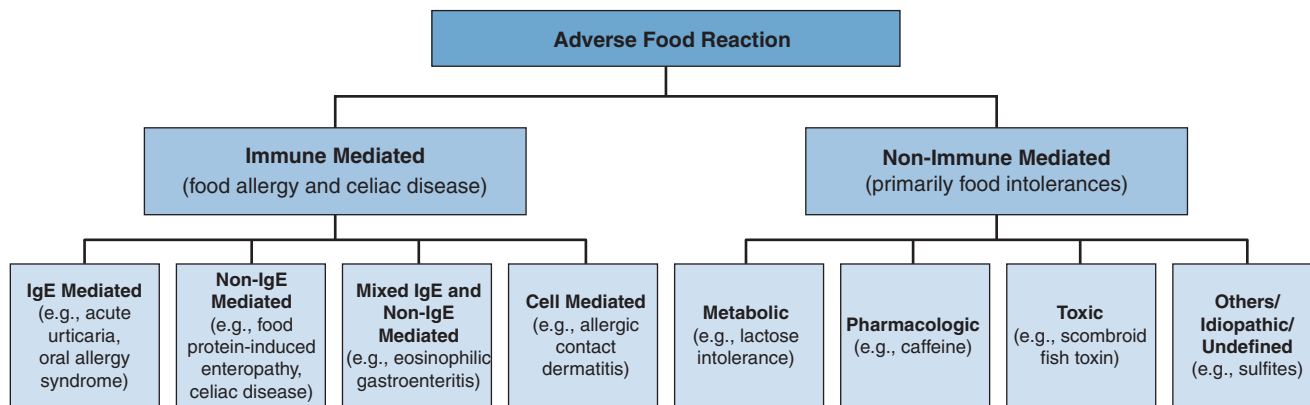 Adverse Food Reaction
Immune Mediated
(food allergy and celiac disease)
Non-Immune Mediated
(primarily food intolerances)
IgE Mediated
(e.g., acute
urticaria,
oral allergy
syndrome)
Non-IgE
Mediated
(e.g., food
protein-induced
enteropathy,
celiac disease)
Mixed IgE and
Non-IgE
Mediated
(e.g., eosinophilic
gastroenteritis)
Cell Mediated
(e.g., allergic
contact
dermatitis)
Metabolic
(e.g., lactose
intolerance)
Pharmacologic
(e.g., caffeine)
Toxic
(e.g., scombroid
fish toxin)
Others/
Idiopathic/
Undefined
(e.g., sulfites)